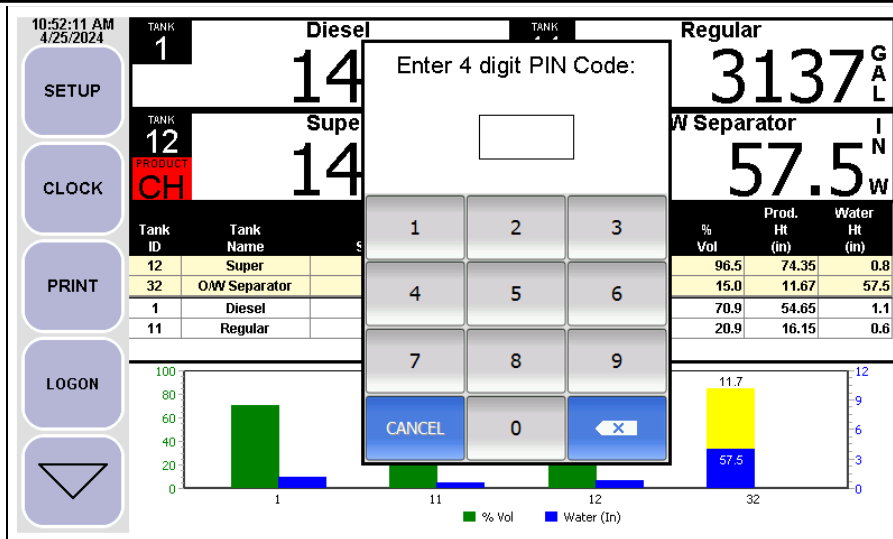 10:52:11 AM
4/25/2024
SETUP
CLOCK
PRINT
LOGON
TANK
1
Diesel
14
TANK
Regular
3137
GAL
TANK
12
PRODUCT
CH
Super
14
W Separator
57.5
IN
W
Enter 4 digit PIN Code:
1 2 3
4 5 6
7 8 9
CANCEL 0
Tank ID Tank Name % Vol Prod. Ht (in) Water Ht (in)
12 Super 96.5 74.35 0.8
32 O/W Separator 15.0 11.67 57.5
1 Diesel 70.9 54.65 1.1
11 Regular 20.9 16.15 0.6
100
80
60
40
20
0
12
9
6
3
0
11.7
57.5
1 11 12 32
% Vol Water (In)